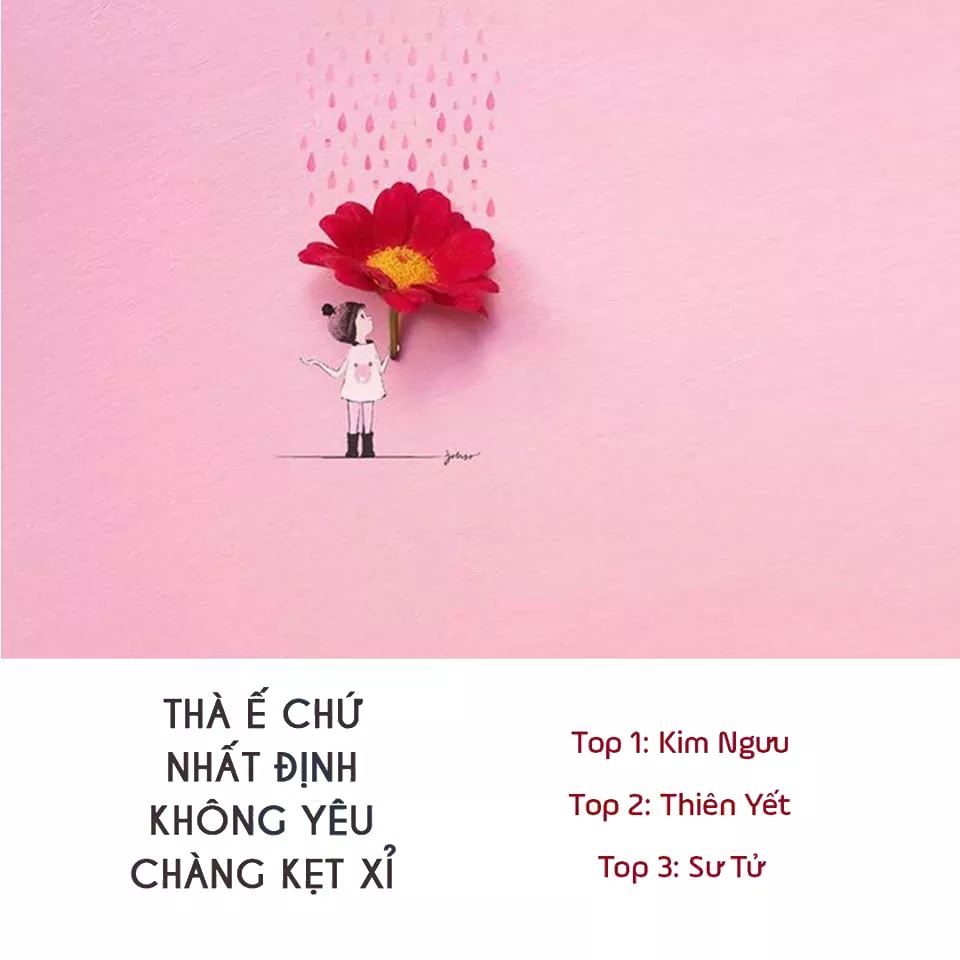 THÀ Ế CHỨ
NHẤT ĐỊNH
KHÔNG YÊU
CHÀNG KẸT XỈ
Top 1: Kim Ngưu
Top 2: Thiên Yết
Top 3: Sư Tử